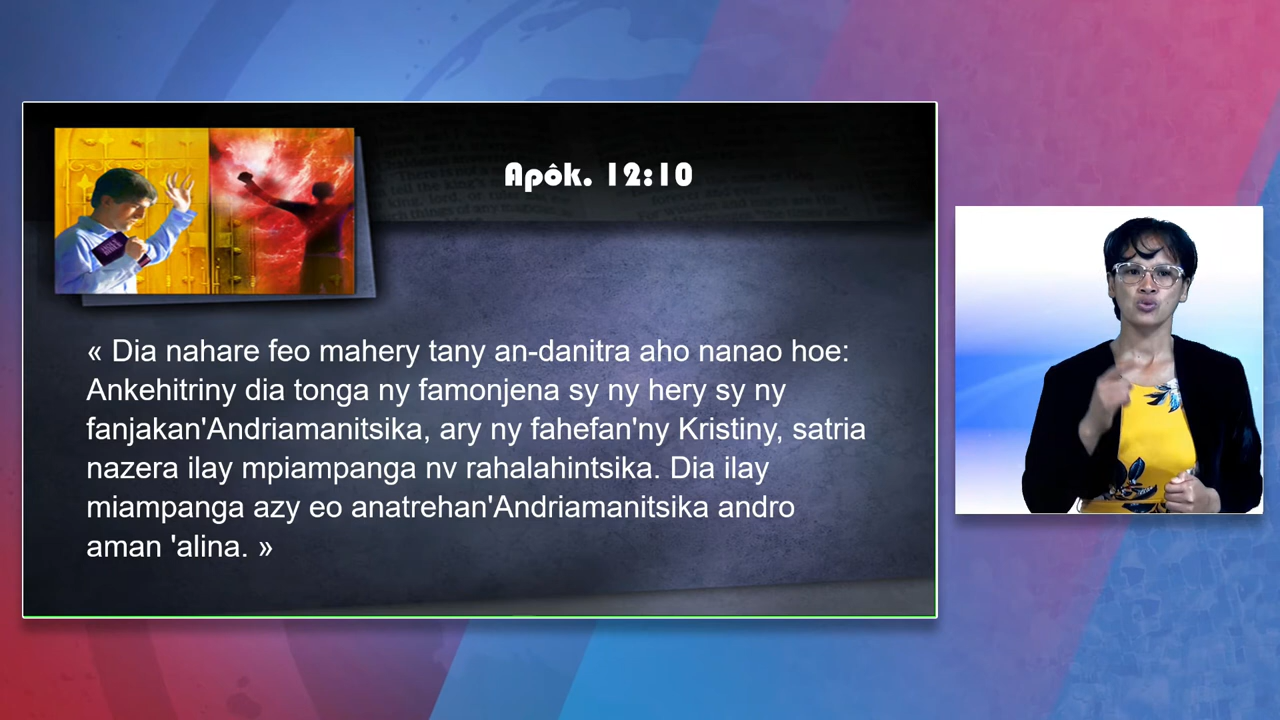 Apôk. 12:10
« Dia nahare feo mahery tany an-danitra aho nanao hoe:
Ankehitriny dia tonga ny famonjena sy ny hery sy ny
fanjakan'Andriamanitsika, ary ny fahefan'ny Kristiny, satria
nazera ilay mpiampanga nv rahalahintsika. Dia ilay
miampanga azy eo anatrehan'Andriamanitsika andro
aman 'alina. »